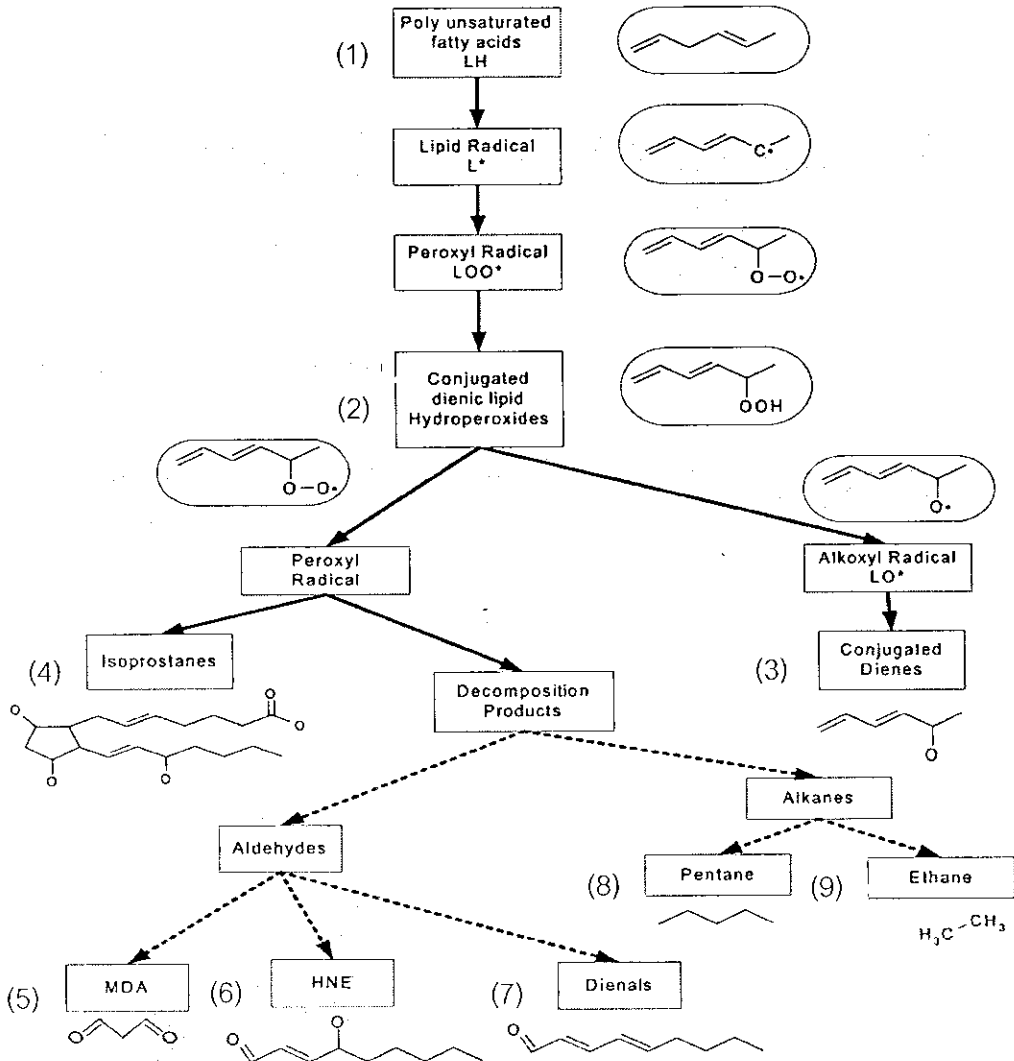 Poly unsaturated
fatty acids
LH
(1)
Lipid Radical
L*
C•
Peroxyl Radical
LOO*
O–O•
(2)
Conjugated
dienic lipid
Hydroperoxides
OOH
O–O•
O•
Peroxyl
Radical
Alkoxyl Radical
LO*
(4)
Isoprostanes
(3)
Conjugated
Dienes
Decomposition
Products
O
O
O
O
O
O
Alkanes
Aldehydes
(8)
Pentane
(9)
Ethane
H3C–CH3
(5)
MDA
(6)
HNE
(7)
Dienals
O
O
O
O
O